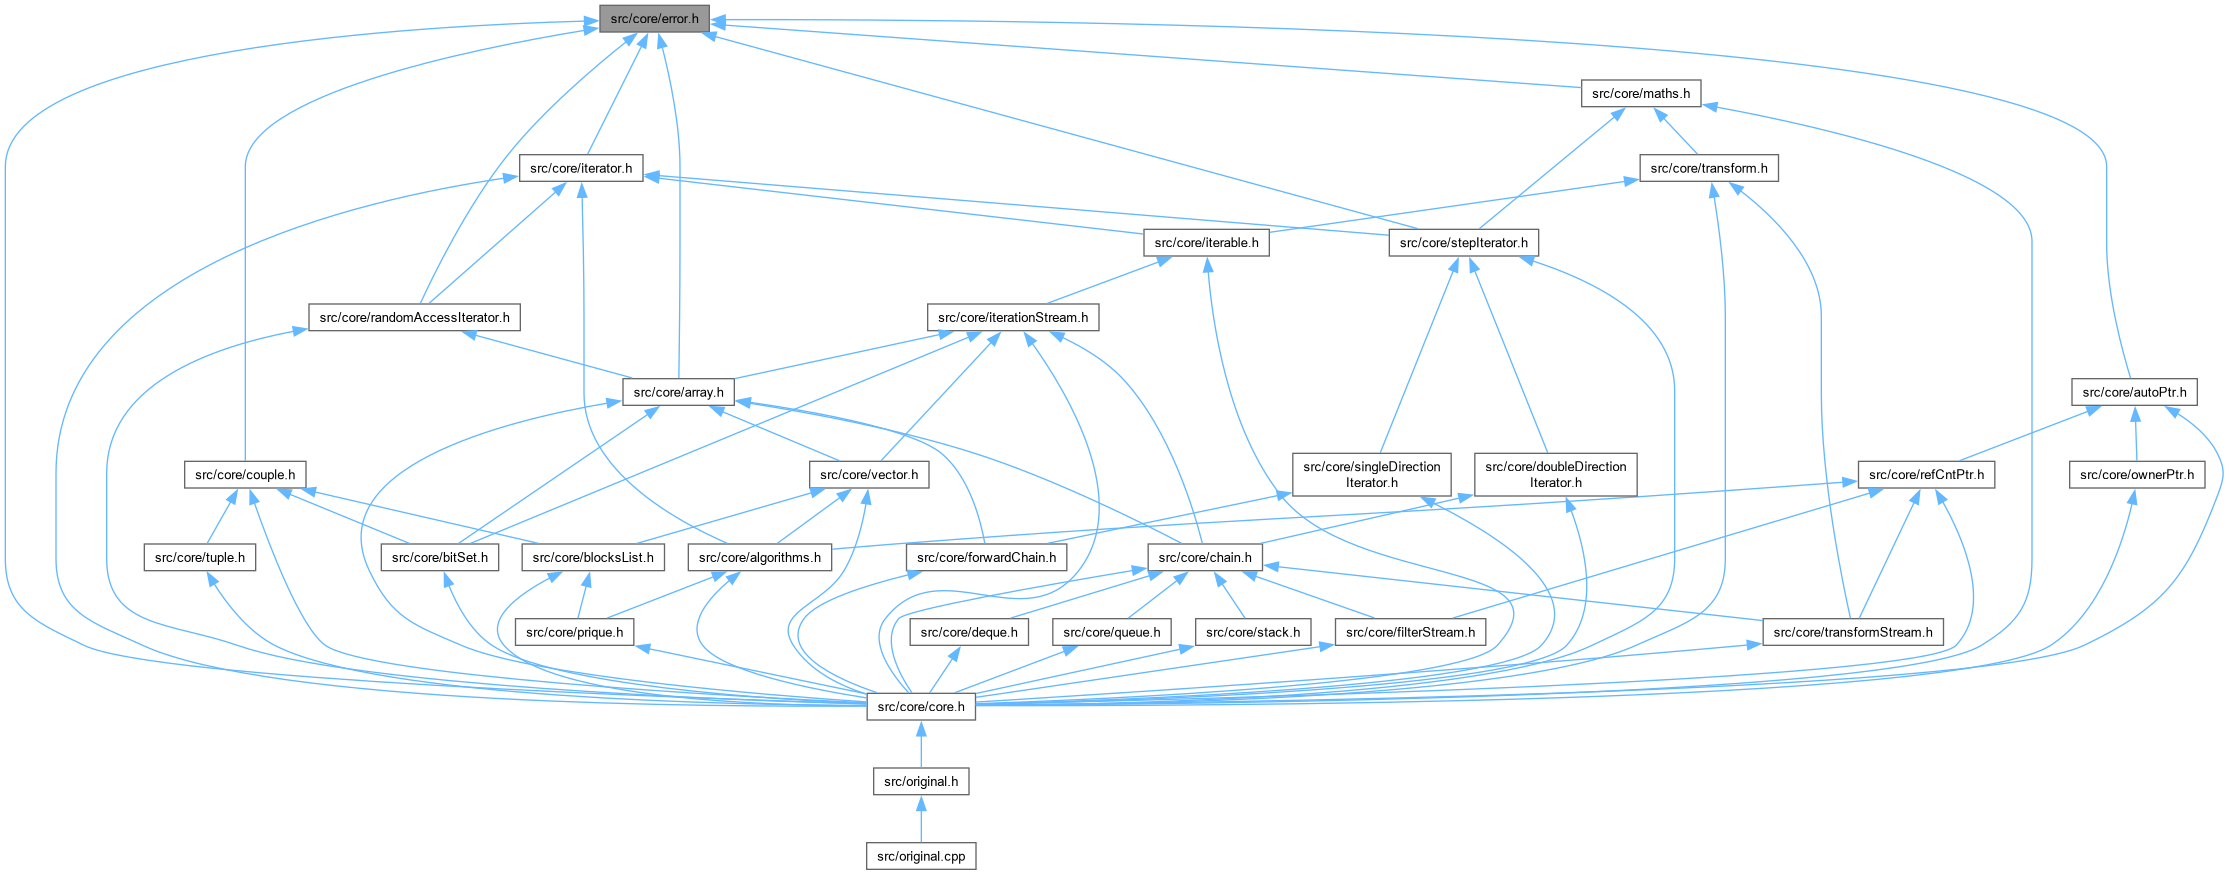 src/core/error.h
src/core/maths.h
src/core/iterator.h
src/core/transform.h
src/core/iterable.h
src/core/stepIterator.h
src/core/randomAccessIterator.h
src/core/iterationStream.h
src/core/array.h
src/core/autoPtr.h
src/core/couple.h
src/core/vector.h
src/core/singleDirection
Iterator.h
src/core/doubleDirection
Iterator.h
src/core/refCntPtr.h
src/core/ownerPtr.h
src/core/tuple.h
src/core/bitSet.h
src/core/blocksList.h
src/core/algorithms.h
src/core/forwardChain.h
src/core/chain.h
src/core/prique.h
src/core/deque.h
src/core/queue.h
src/core/stack.h
src/core/filterStream.h
src/core/transformStream.h
src/core/core.h
src/original.h
src/original.cpp